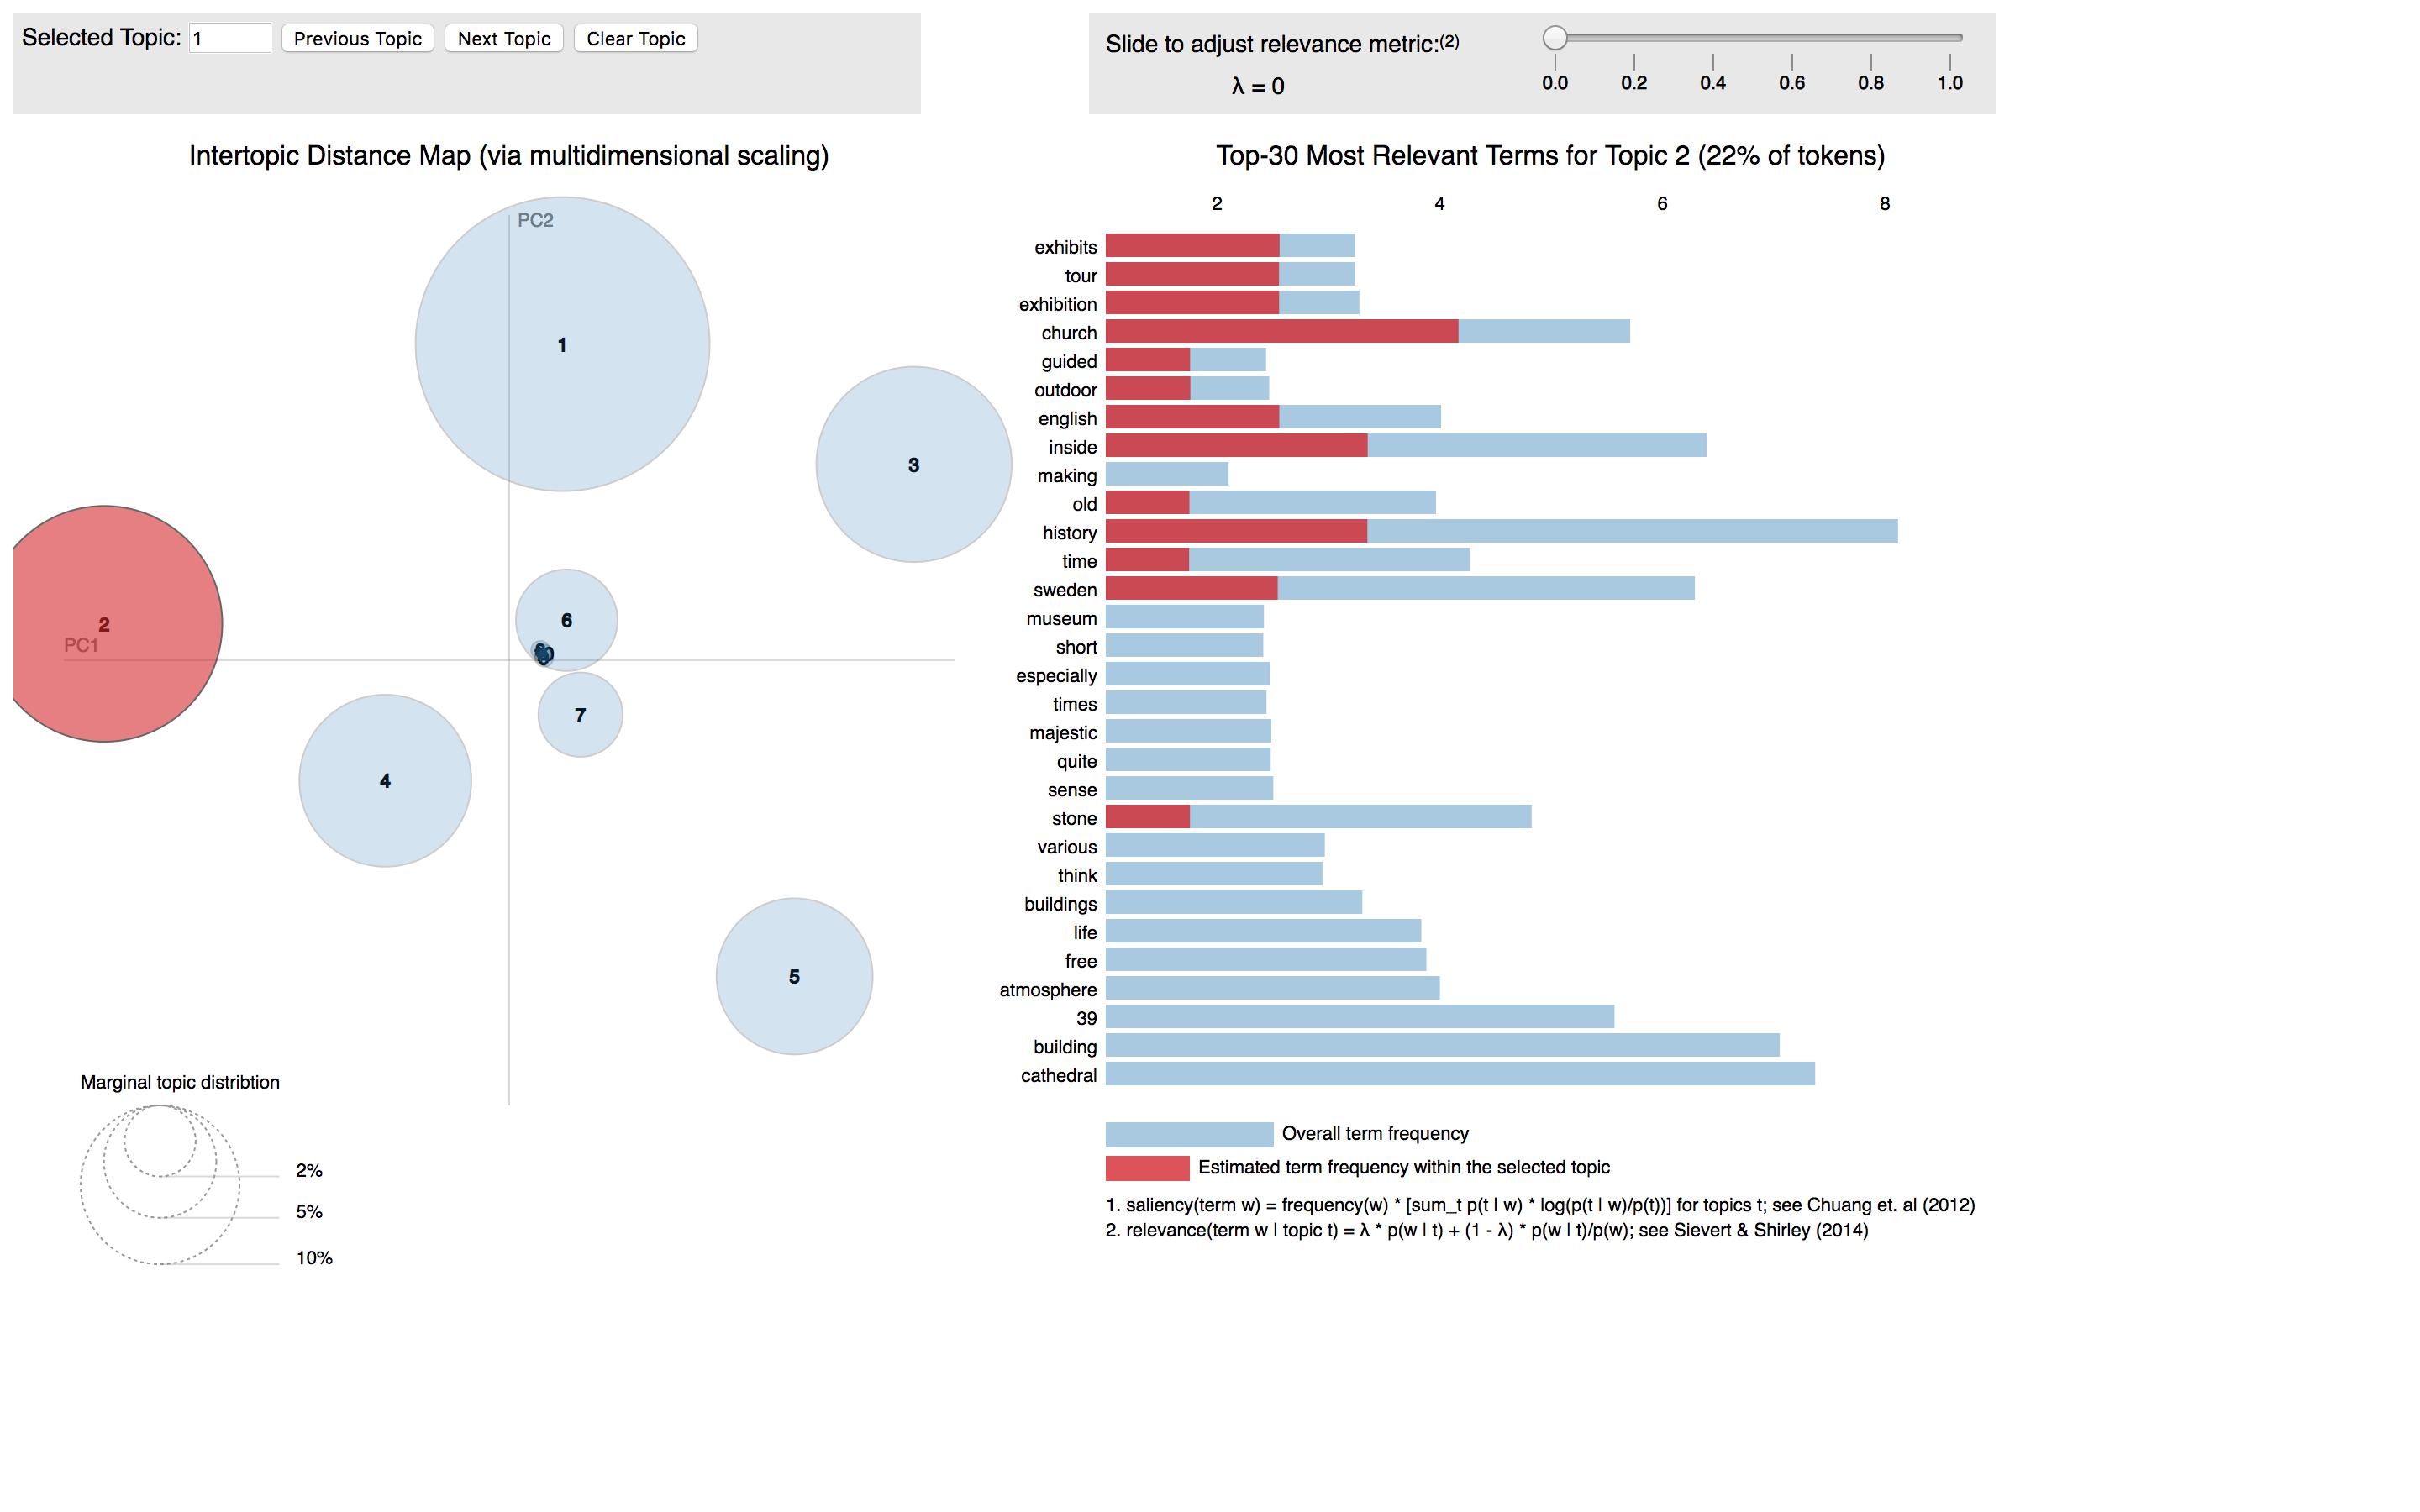 Selected Topic: 1 Previous Topic Next Topic Clear Topic
Slide to adjust relevance metric:(2)
λ = 0
0.0 0.2 0.4 0.6 0.8 1.0
Intertopic Distance Map (via multidimensional scaling)
PC2
PC1
1
2
3
4
5
6
7
Marginal topic distribtion
2%
5%
10%
Top-30 Most Relevant Terms for Topic 2 (22% of tokens)
2 4 6 8
exhibits
tour
exhibition
church
guided
outdoor
english
inside
making
old
history
time
sweden
museum
short
especially
times
majestic
quite
sense
stone
various
think
buildings
life
free
atmosphere
39
building
cathedral
Overall term frequency
Estimated term frequency within the selected topic
1. saliency(term w) = frequency(w) * [sum_t p(t | w) * log(p(t | w)/p(t))] for topics t; see Chuang et. al (2012)
2. relevance(term w | topic t) = λ * p(w | t) + (1 - λ) * p(w | t)/p(w); see Sievert & Shirley (2014)